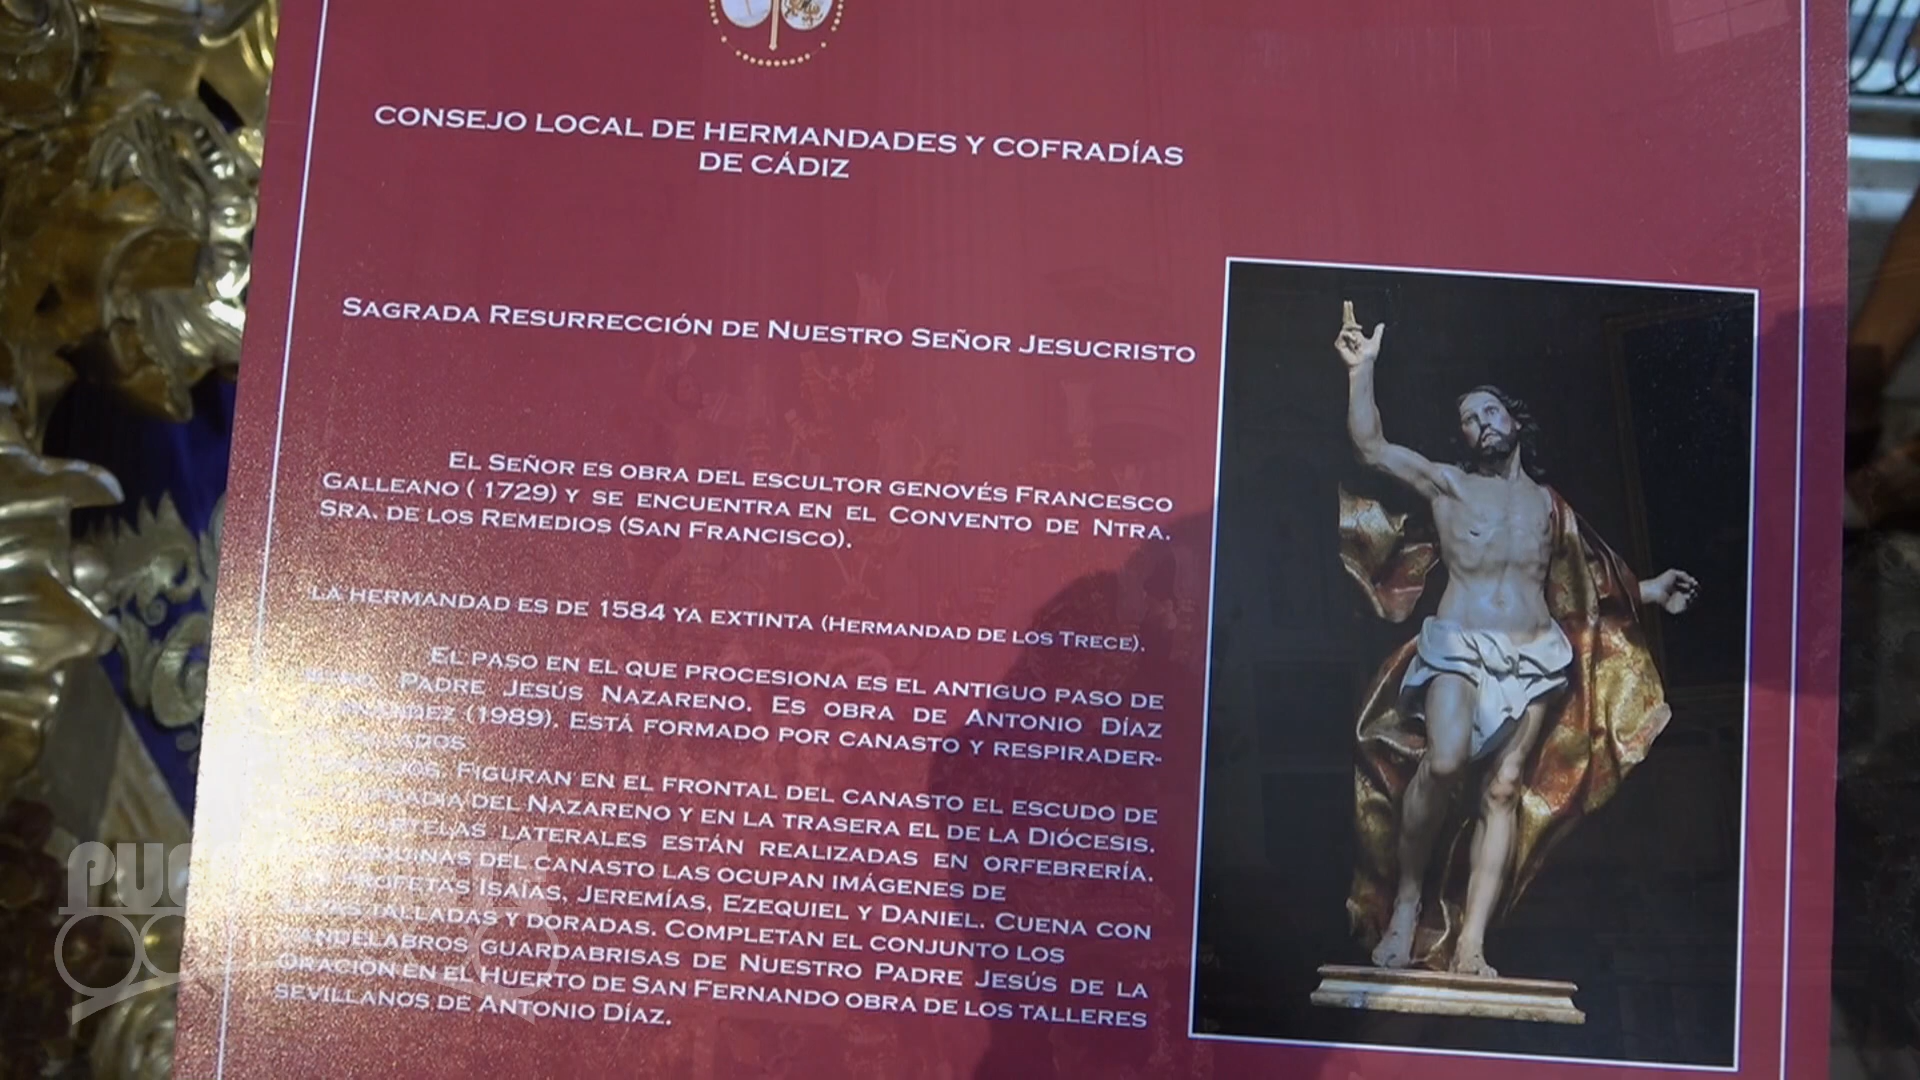 CONSEJO LOCAL DE HERMANDADES Y COFRADÍAS
DE CÁDIZ
SAGRADA RESURRECCIÓN DE NUESTRO SEÑOR JESUCRISTO
EL SEÑOR ES OBRA DEL ESCULTOR GENOVÉS FRANCESCO
GALLEANO ( 1729) Y SE ENCUENTRA EN EL CONVENTO DE NTRA.
SRA. DE LOS REMEDIOS (SAN FRANCISCO).
LA HERMANDAD ES DE 1584 YA EXTINTA (HERMANDAD DE LOS TRECE).
EL PASO EN EL QUE PROCESIONA ES EL ANTIGUO PASO DE
PADRE JESÚS NAZARENO. ES OBRA DE ANTONIO DÍAZ
(1989). ESTÁ FORMADO POR CANASTO Y RESPIRADER-
FIGURAN EN EL FRONTAL DEL CANASTO EL ESCUDO DE
DEL NAZARENO Y EN LA TRASERA EL DE LA DIÓCESIS.
LATERALES ESTÁN REALIZADAS EN ORFEBRERÍA.
DEL CANASTO LAS OCUPAN IMÁGENES DE
PROFETAS ISAÍAS, JEREMÍAS, EZEQUIEL Y DANIEL. CUENA CON
TALLADAS Y DORADAS. COMPLETAN EL CONJUNTO LOS
CANDELABROS GUARDABRISAS DE NUESTRO PADRE JESÚS DE LA
ORACIÓN EN EL HUERTO DE SAN FERNANDO OBRA DE LOS TALLERES
SEVILLANOS DE ANTONIO DÍAZ.